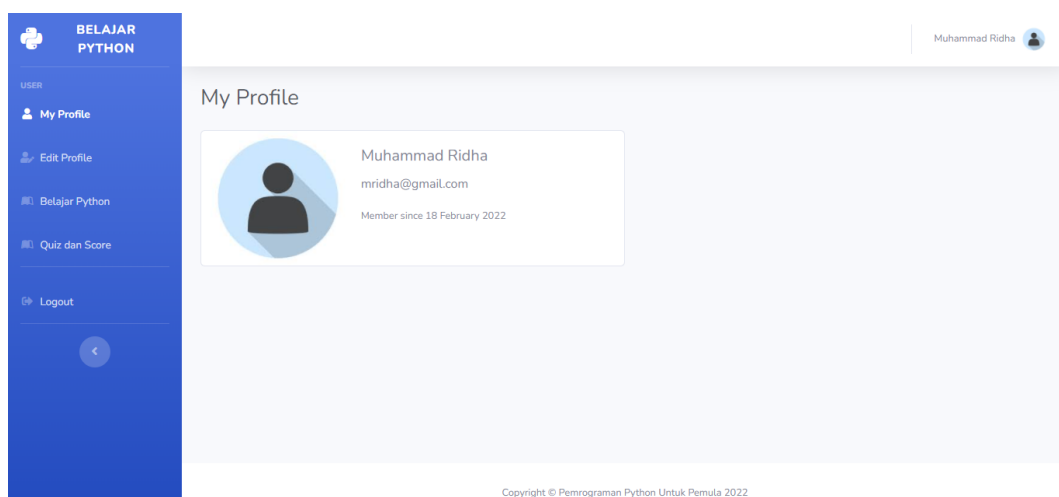 BELAJAR
PYTHON
Muhammad Ridha
USER
My Profile
Edit Profile
Belajar Python
Quiz dan Score
Logout
My Profile
Muhammad Ridha
mridha@gmail.com
Member since 18 February 2022
Copyright © Pemrograman Python Untuk Pemula 2022